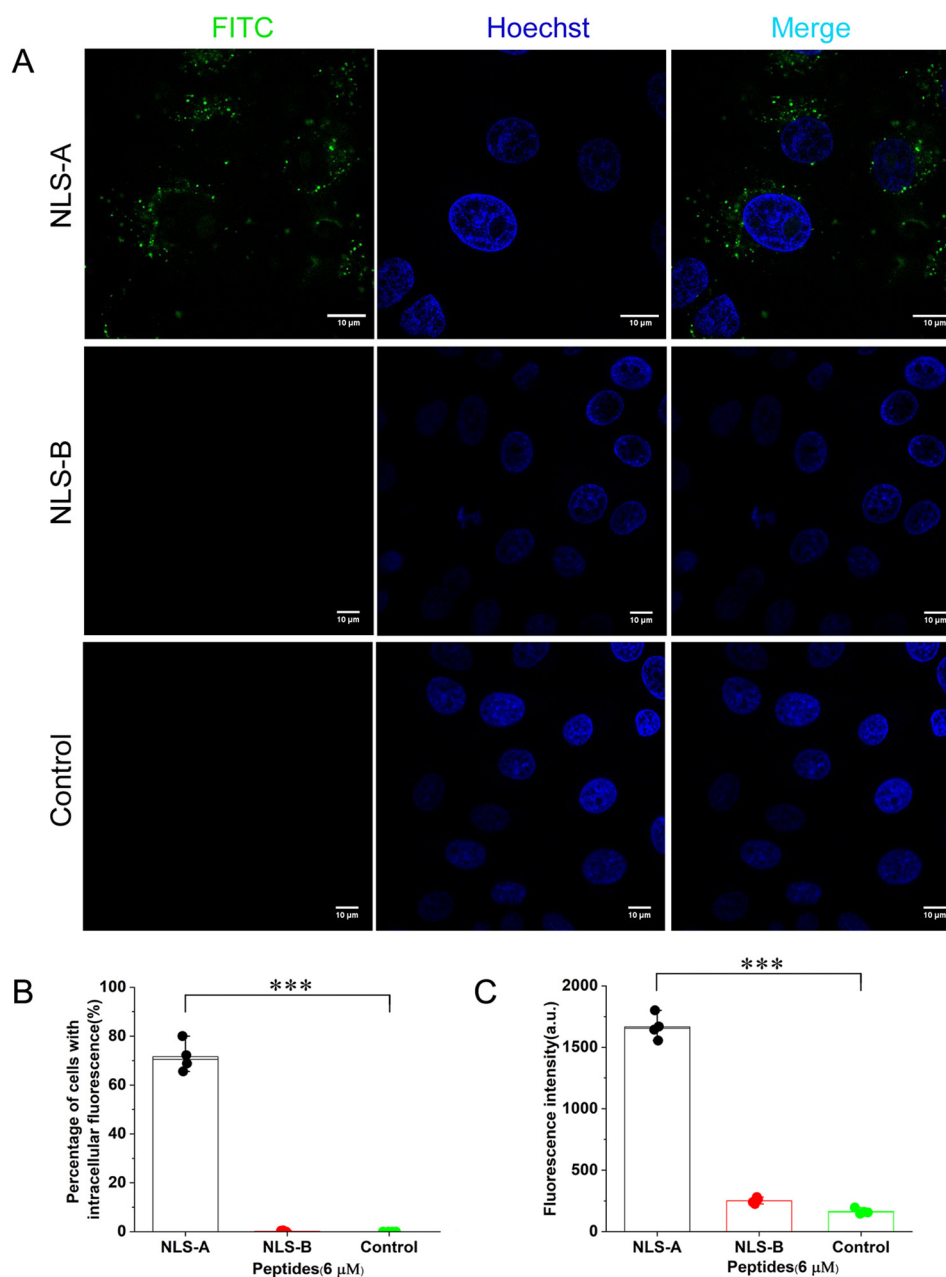 FITC Hoechst Merge
A
NLS-A
10 µm 10 µm 10 µm
NLS-B
10 µm 10 µm 10 µm
Control
10 µm 10 µm 10 µm
B
***
Percentage of cells with
intracellular fluorescence(%)
100
80
60
40
20
0
NLS-A NLS-B Control
Peptides(6 µM)
C
***
Fluorescence intensity(a.u.)
2000
1500
1000
500
0
NLS-A NLS-B Control
Peptides(6 µM)